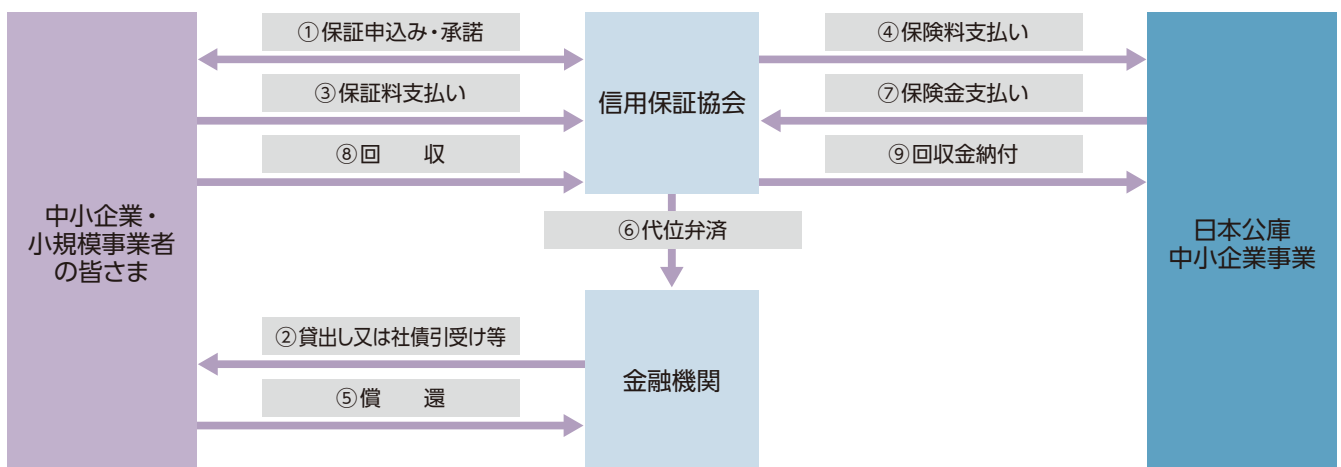 ①保証申込み・承諾
④保険料支払い
③保証料支払い
信用保証協会
⑦保険金支払い
⑧回　　収
⑨回収金納付
中小企業・
小規模事業者
の皆さま
⑥代位弁済
日本公庫
中小企業事業
②貸出し又は社債引受け等
金融機関
⑤償　　還